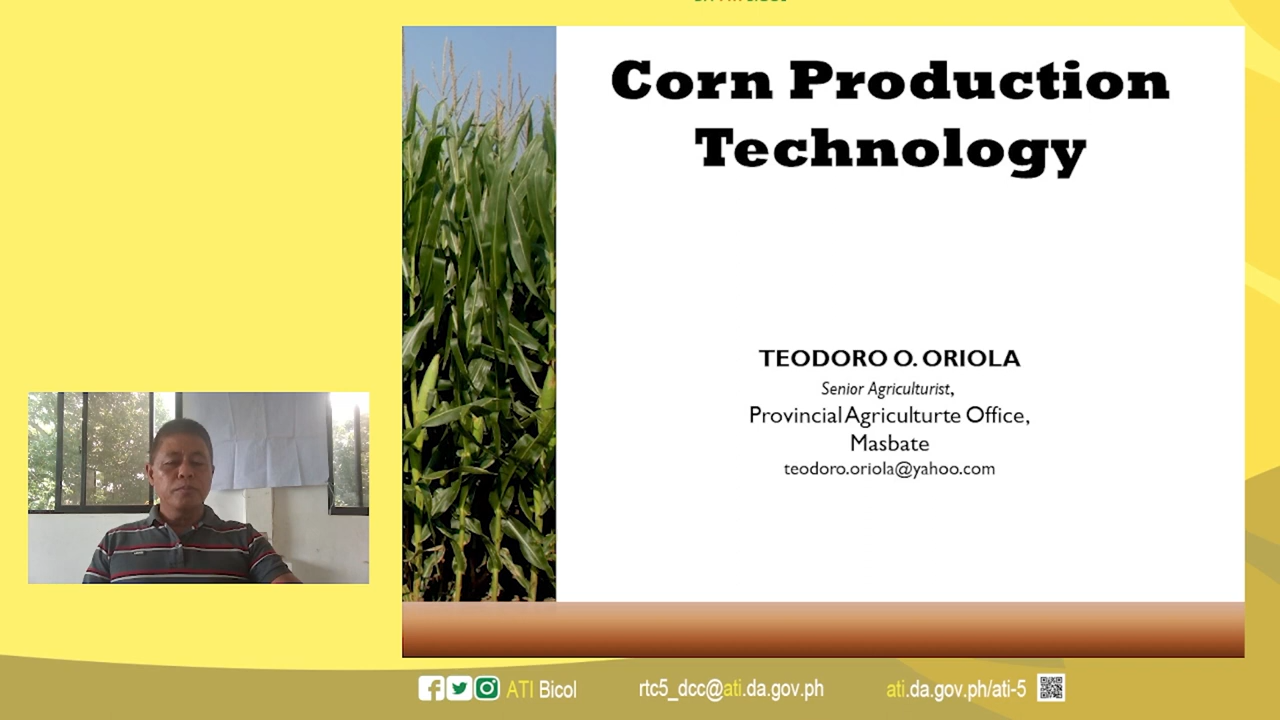 Corn Production
Technology
TEODORO O. ORIOLA
Senior Agriculturist,
Provincial Agriculturte Office,
Masbate
teodoro.oriola@yahoo.com
ATI Bicol
rtc5_dcc@ati.da.gov.ph
ati.da.gov.ph/ati-5